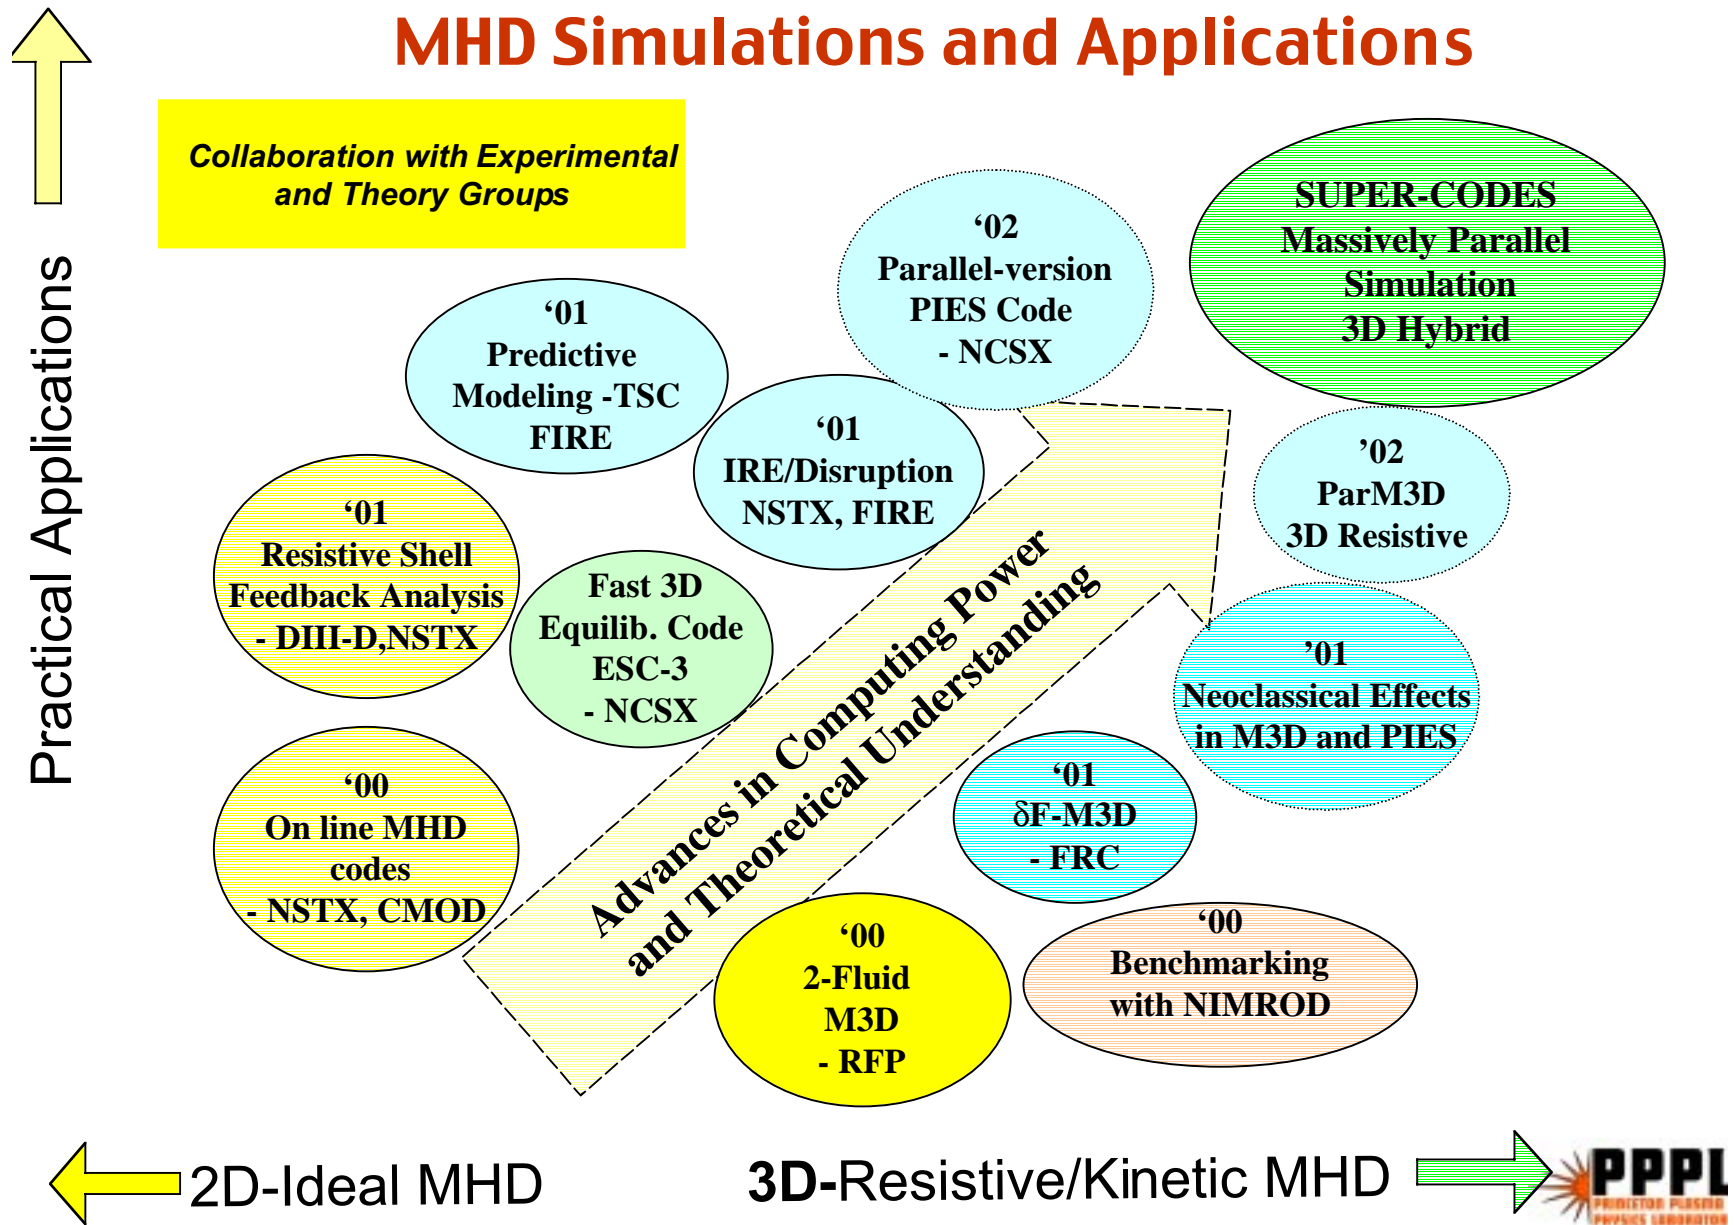 MHD Simulations and Applications
Collaboration with Experimental
and Theory Groups
Practical Applications
‘02
Parallel-version
PIES Code
- NCSX
SUPER-CODES
Massively Parallel
Simulation
3D Hybrid
‘01
Predictive
Modeling -TSC
FIRE
‘01
IRE/Disruption
NSTX, FIRE
’02
ParM3D
3D Resistive
‘01
Resistive Shell
Feedback Analysis
- DIII-D,NSTX
Fast 3D
Equilib. Code
ESC-3
- NCSX
Advances in Computing Power
and Theoretical Understanding
’01
Neoclassical Effects
in M3D and PIES
‘00
On line MHD
codes
- NSTX, CMOD
‘01
δF-M3D
- FRC
‘00
2-Fluid
M3D
- RFP
‘00
Benchmarking
with NIMROD
2D-Ideal MHD
3D-Resistive/Kinetic MHD
PPPL
PRINCETON PLASMA
PHYSICS LABORATORY